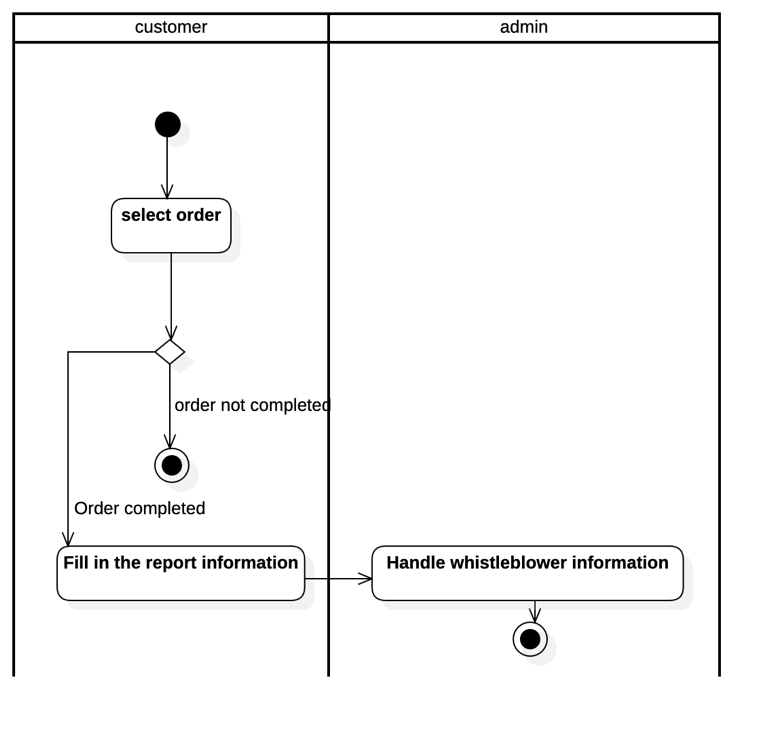 customer
admin
select order
order not completed
Order completed
Fill in the report information
Handle whistleblower information